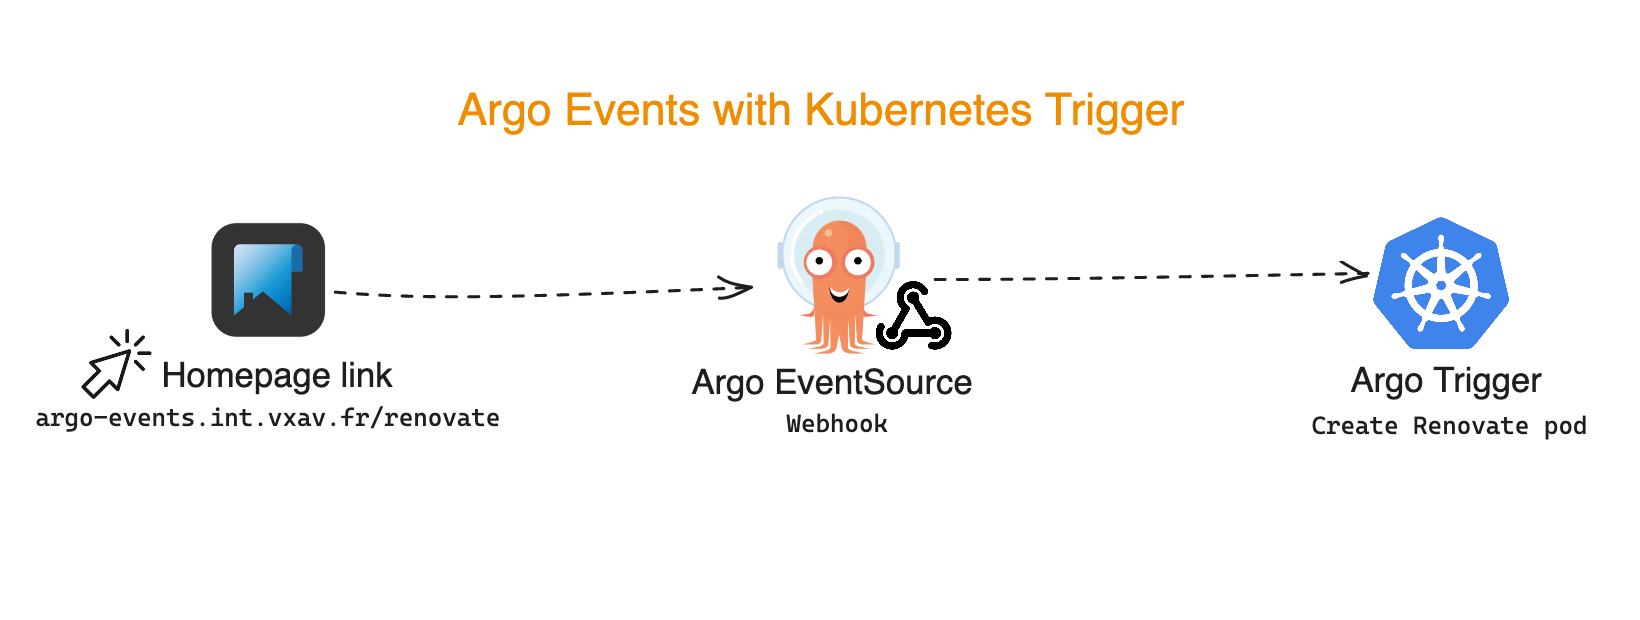 Argo Events with Kubernetes Trigger
Homepage link
argo-events.int.vxav.fr/renovate
Argo EventSource
Webhook
Argo Trigger
Create Renovate pod